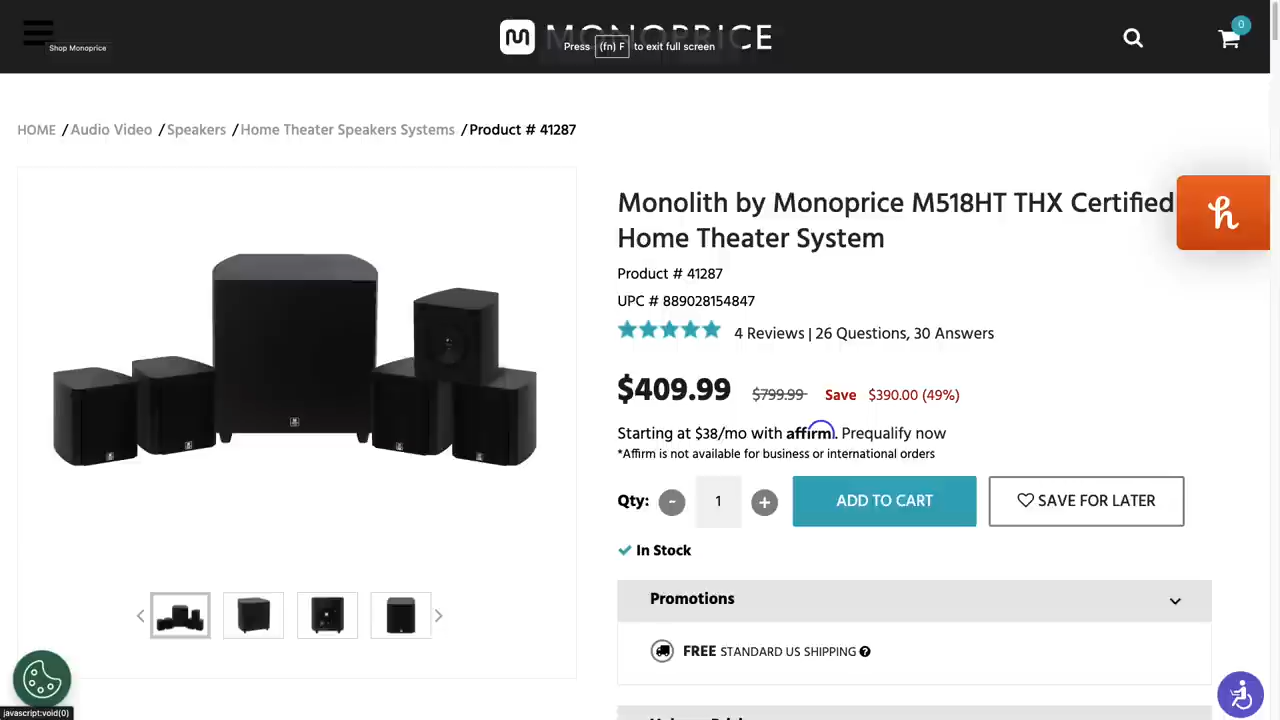 Shop Monoprice
MONOPRICE
Press (fn) F to exit full screen
0
HOME / Audio Video / Speakers / Home Theater Speakers Systems / Product # 41287
Monolith by Monoprice M518HT THX Certified
Home Theater System
Product # 41287
UPC # 889028154847
4 Reviews | 26 Questions, 30 Answers
$409.99 $799.99 Save $390.00 (49%)
Starting at $38/mo with affirm. Prequalify now
*Affirm is not available for business or international orders
Qty: - 1 + ADD TO CART SAVE FOR LATER
In Stock
Promotions
FREE STANDARD US SHIPPING ?
javascript:void(0)